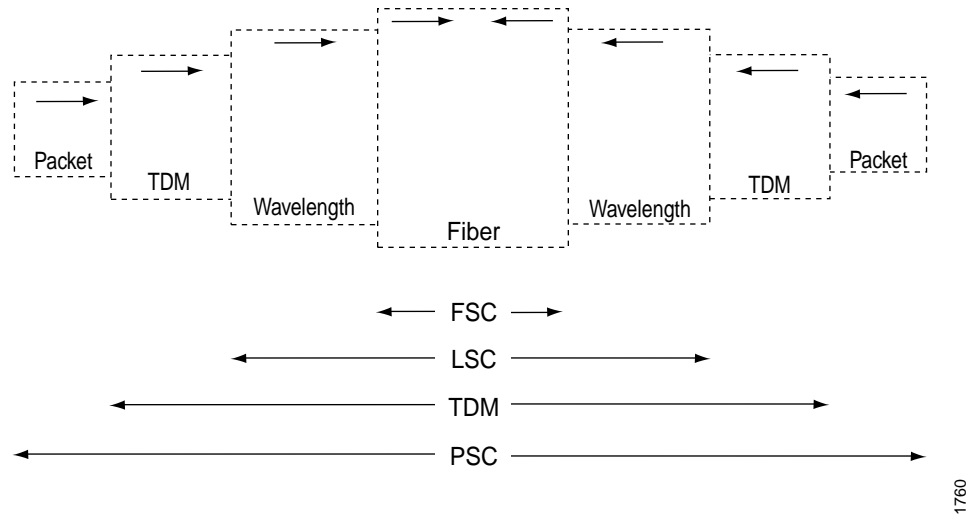 Packet
TDM
Wavelength
Fiber
Wavelength
TDM
Packet
FSC
LSC
TDM
PSC
1760